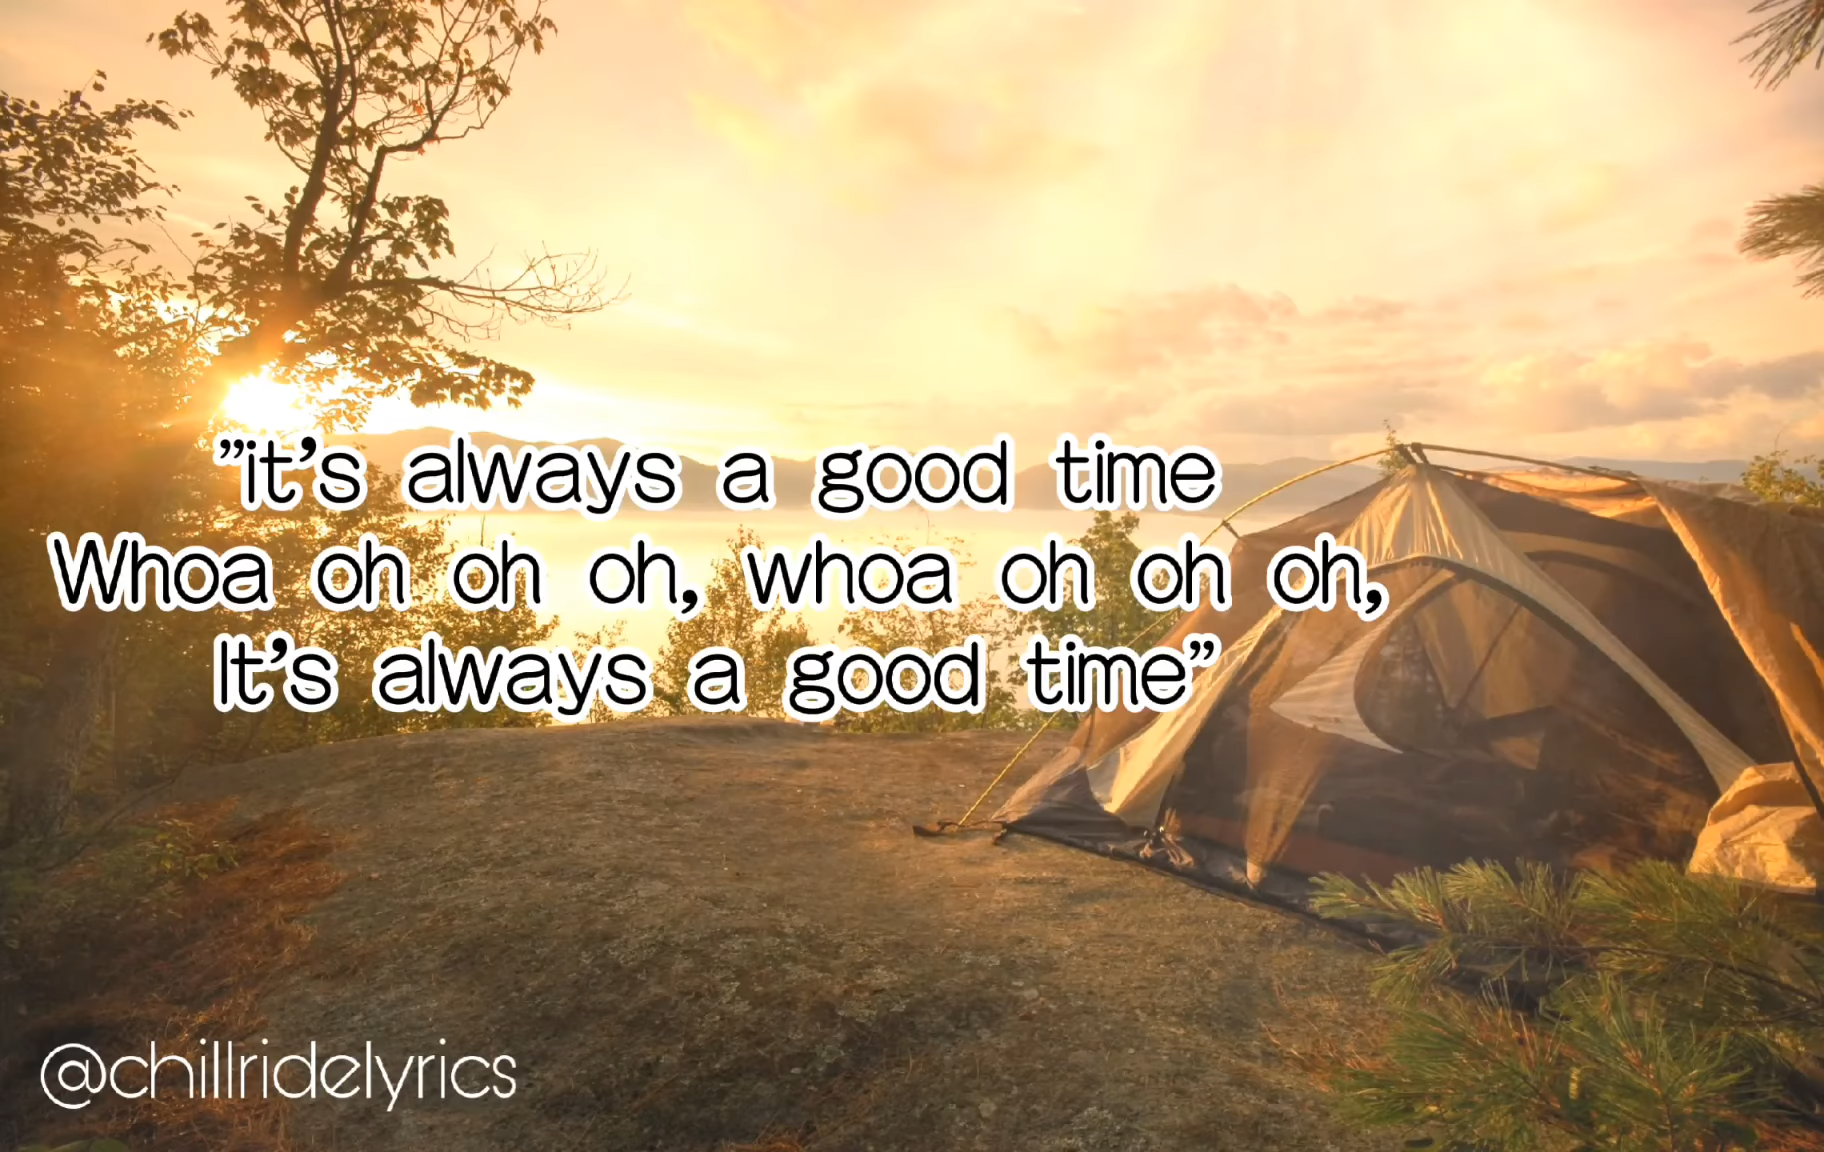 ”it’s always a good time
Whoa oh oh oh, whoa oh oh oh,
It’s always a good time”
@chillridelyrics